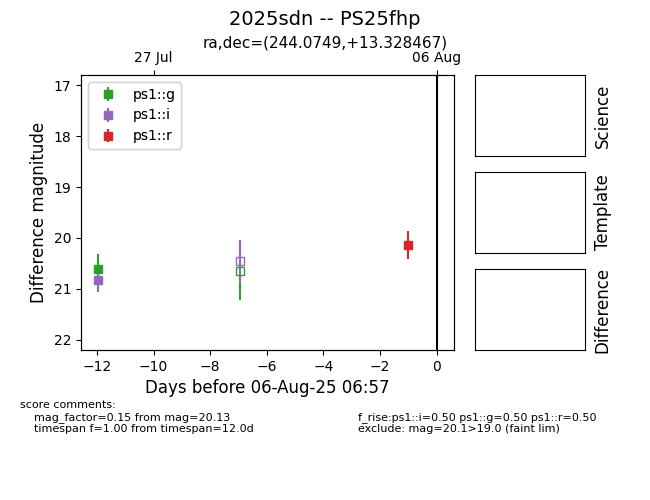 2025sdn -- PS25fhp
ra,dec=(244.0749,+13.328467)
27 Jul
06 Aug
ps1::g
ps1::i
ps1::r
17
18
19
20
21
22
Difference magnitude
−12
−10
−8
−6
−4
−2
0
Days before 06-Aug-25 06:57
Science
Template
Difference
score comments:
mag_factor=0.15 from mag=20.13
timespan f=1.00 from timespan=12.0d
f_rise:ps1::i=0.50 ps1::g=0.50 ps1::r=0.50
exclude: mag=20.1>19.0 (faint lim)